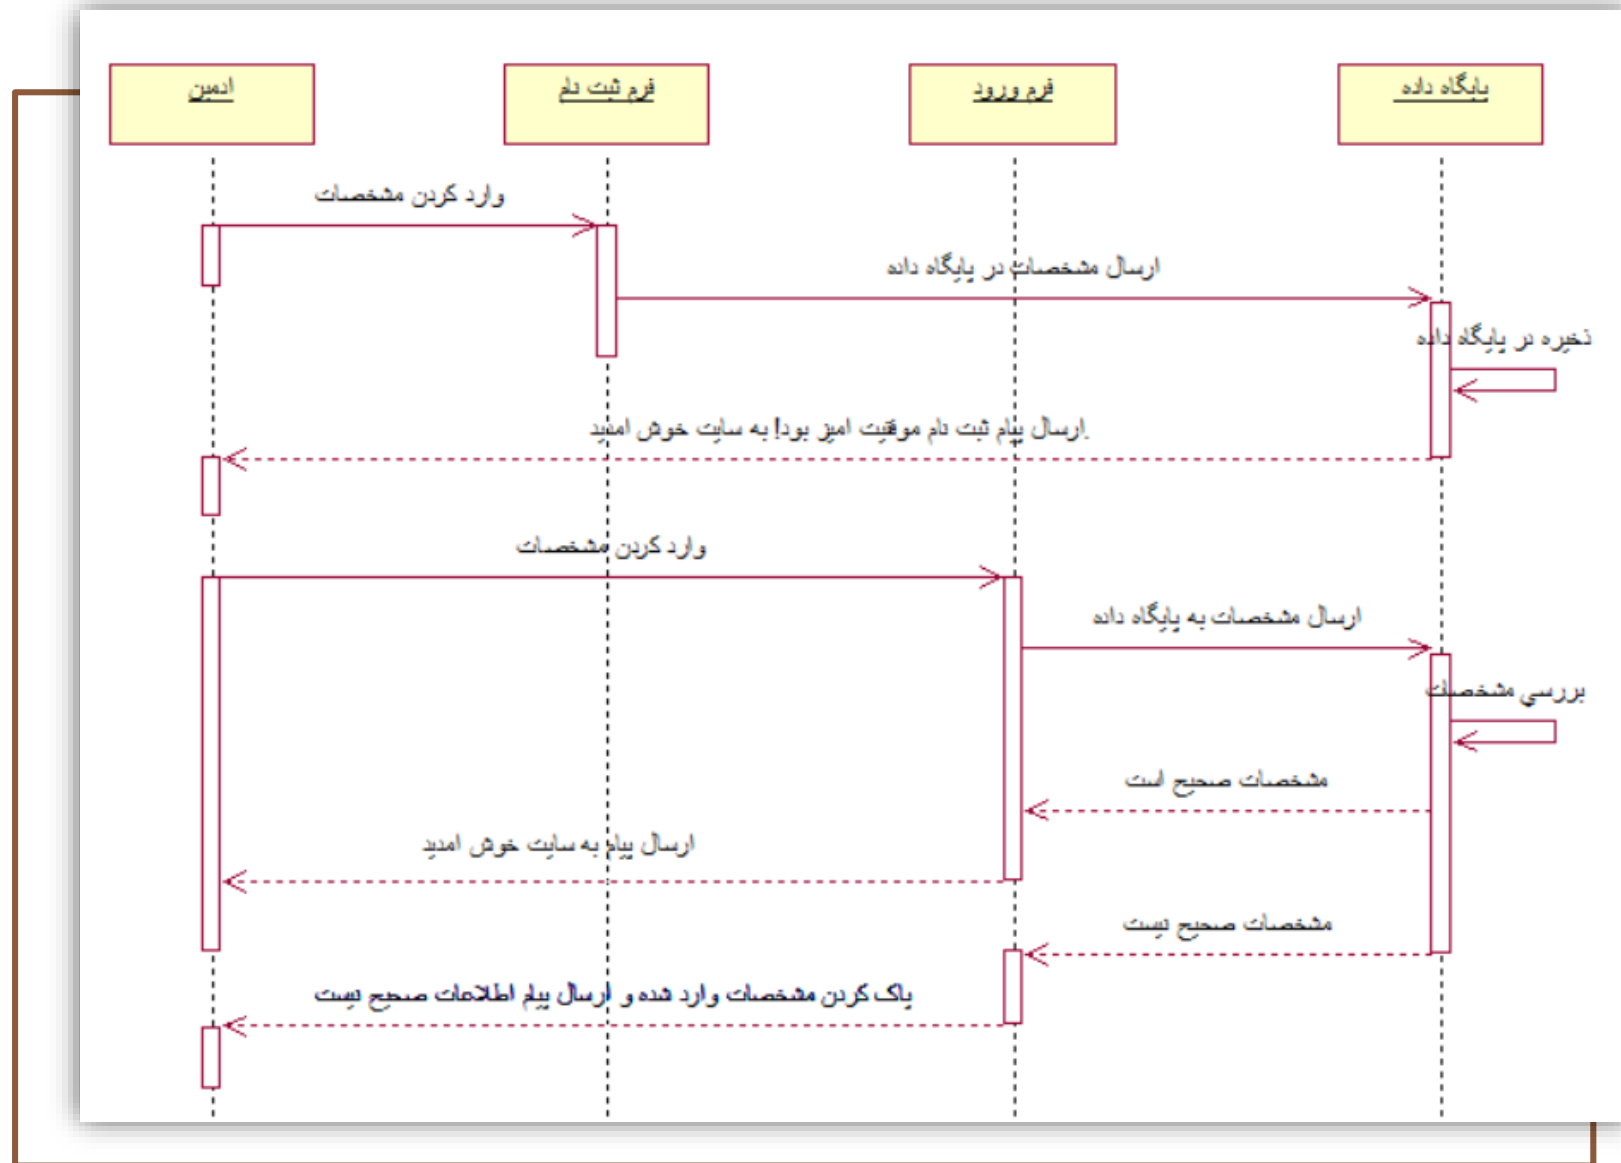 ادمین
فرم ثبت نام
فرم ورود
پایگاه داده
وارد کردن مشخصات
ارسال مشخصات در پایگاه داده
ذخیره در پایگاه داده
ارسال پیام ثبت نام موفقیت امیز بود! به سایت خوش امدید.
وارد کردن مشخصات
ارسال مشخصات به پایگاه داده
بررسي مشخصات
مشخصات صحیح است
ارسال پیام به سایت خوش امدید
مشخصات صحیح نیست
پاک کردن مشخصات وارد شده و ارسال پیام اطلاعات صحیح نیست